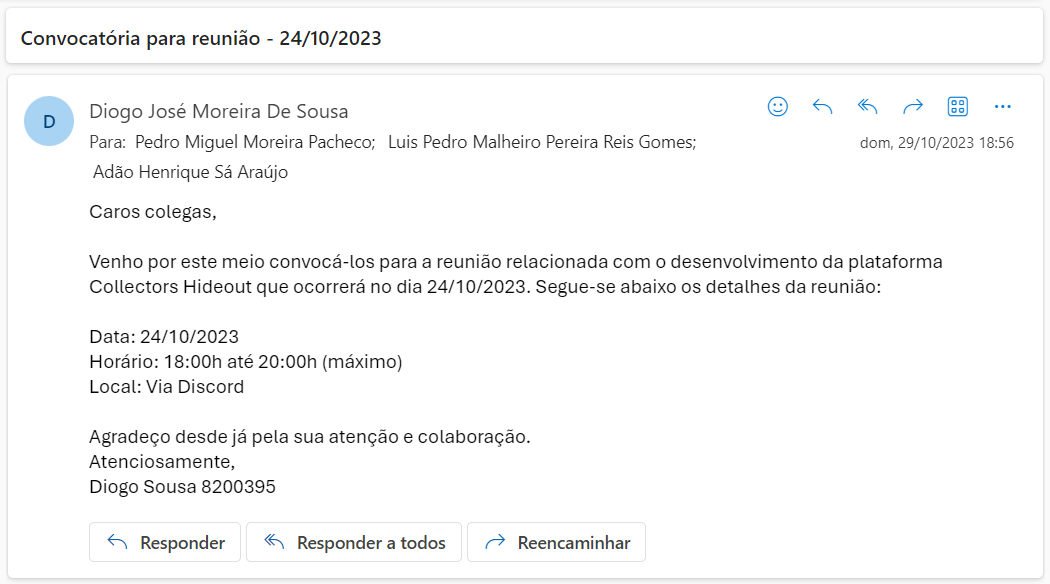 Convocatória para reunião - 24/10/2023
D
Diogo José Moreira De Sousa
Para: Pedro Miguel Moreira Pacheco; Luis Pedro Malheiro Pereira Reis Gomes;
dom, 29/10/2023 18:56
Adão Henrique Sá Araújo
Caros colegas,
Venho por este meio convocá-los para a reunião relacionada com o desenvolvimento da plataforma
Collectors Hideout que ocorrerá no dia 24/10/2023. Segue-se abaixo os detalhes da reunião:
Data: 24/10/2023
Horário: 18:00h até 20:00h (máximo)
Local: Via Discord
Agradeço desde já pela sua atenção e colaboração.
Atenciosamente,
Diogo Sousa 8200395
Responder
Responder a todos
Reencaminhar